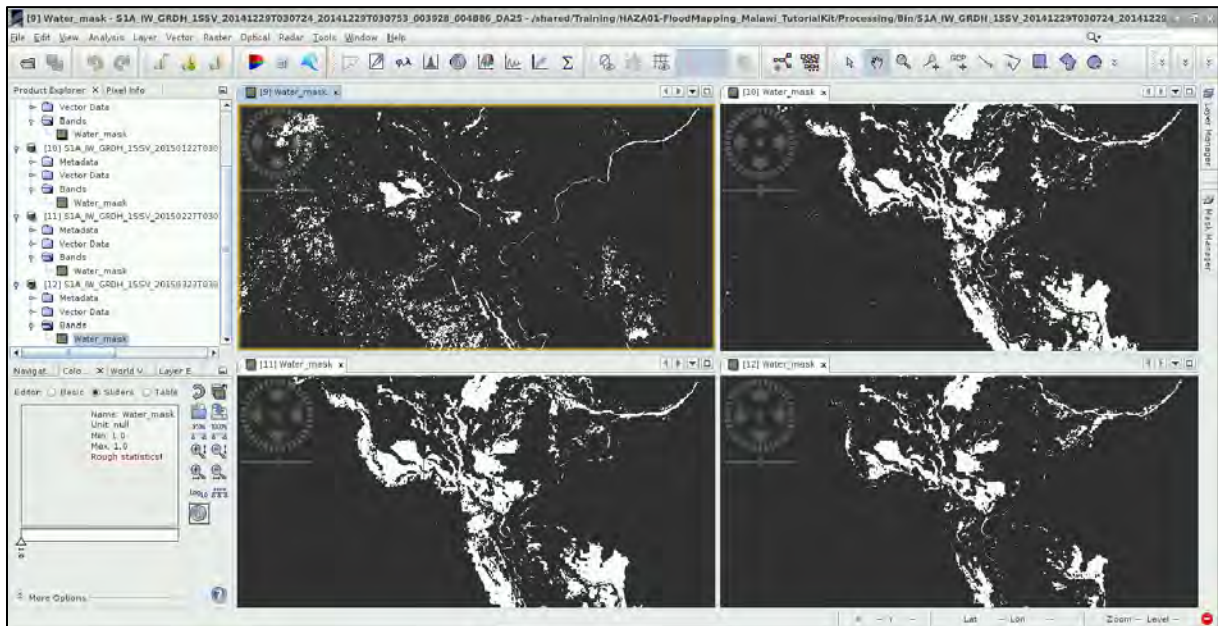 [9] Water_mask - S1A_IW_GRDH_1SSV_20141229T030724_20141229T030753_003928_004BB6_DA25 - /shared/Training/HAZA01-FloodMapping_Malawi_TutorialKit/Processing/Bin/S1A_IW_GRDH_1SSV_20141229T030724_20141229
File Edit View Analysis Layer Vector Raster Optical Radar Tools Window Help
Product Explorer X Pixel Info
[9] Water_mask x
[10] Water_mask x
Vector Data
Bands
Water_mask
[10] S1A_IW_GRDH_1SSV_20150122T030
Metadata
Vector Data
Bands
Water_mask
[11] S1A_IW_GRDH_1SSV_20150227T030
Metadata
Vector Data
Bands
Water_mask
[12] S1A_IW_GRDH_1SSV_20150323T030
Metadata
Vector Data
Bands
Water_mask
Layer Manager
Mask Manager
[11] Water_mask x
[12] Water_mask x
Navigat... Colo... X World V... Layer E...
Editor: Basic Sliders Table
Name: Water_mask
Unit: null
Min: 1.0
Max: 1.0
Rough statistics!
95% 100%
Log10
More Options
X -- Y -- Lat -- Lon -- Zoom -- Level --